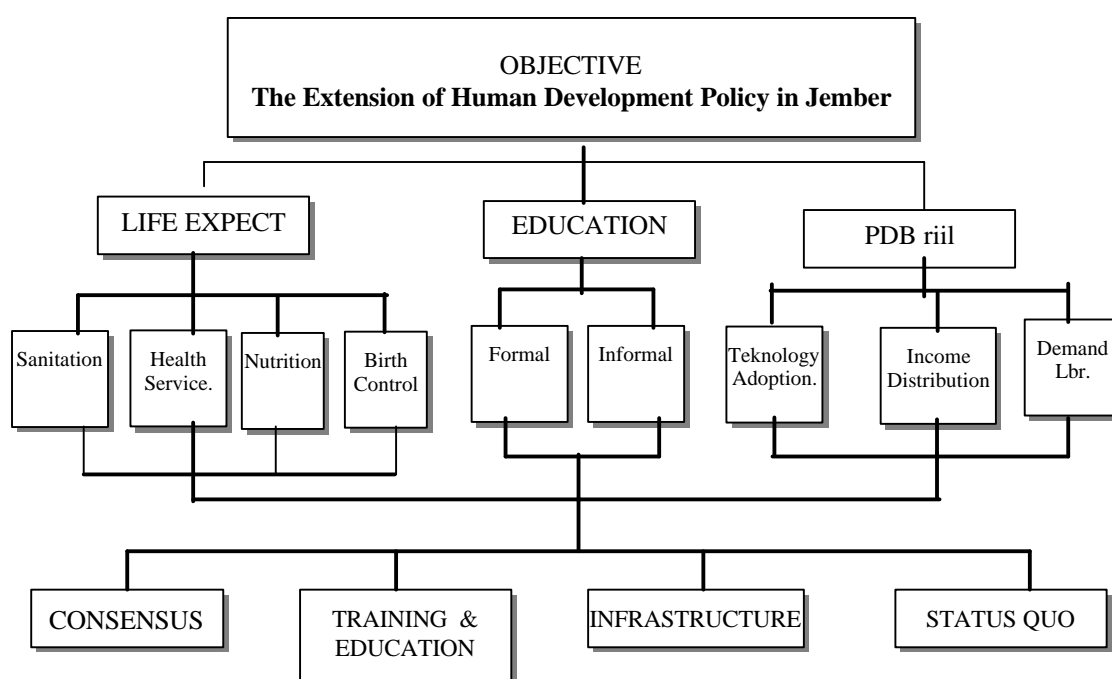 OBJECTIVE
The Extension of Human Development Policy in Jember
LIFE EXPECT
EDUCATION
PDB riil
Sanitation
Health
Service.
Nutrition
Birth
Control
Formal
Informal
Teknology
Adoption.
Income
Distribution
Demand
Lbr.
CONSENSUS
TRAINING &
EDUCATION
INFRASTRUCTURE
STATUS QUO